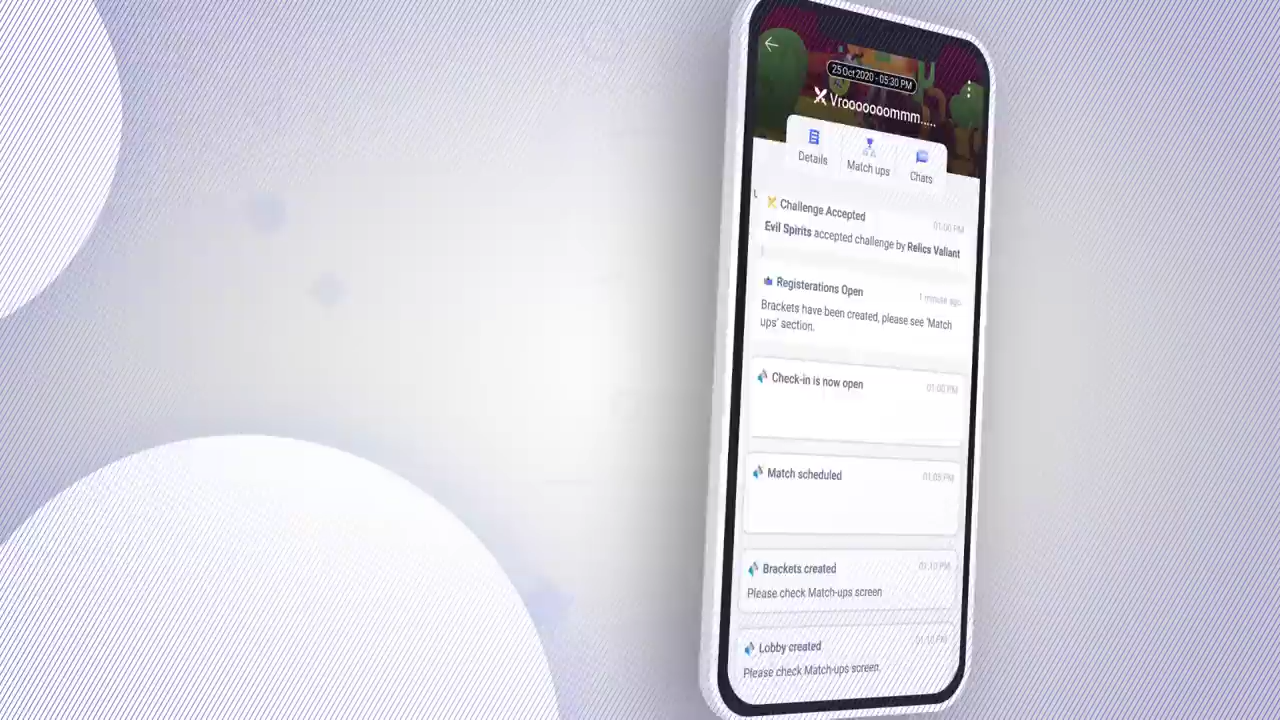 25 Oct 2020 - 05:30 PM
Vrooooooommm.....
Details
Match ups
Chats
Challenge Accepted
01:00 PM
Evil Spirits accepted challenge by Relics Valiant
Registerations Open
1 minute ago
Brackets have been created, please see 'Match
ups' section.
Check-in is now open
01:00 PM
Match scheduled
01:05 PM
Brackets created
01:10 PM
Please check Match-ups screen
Lobby created
01:10 PM
Please check Match-ups screen.